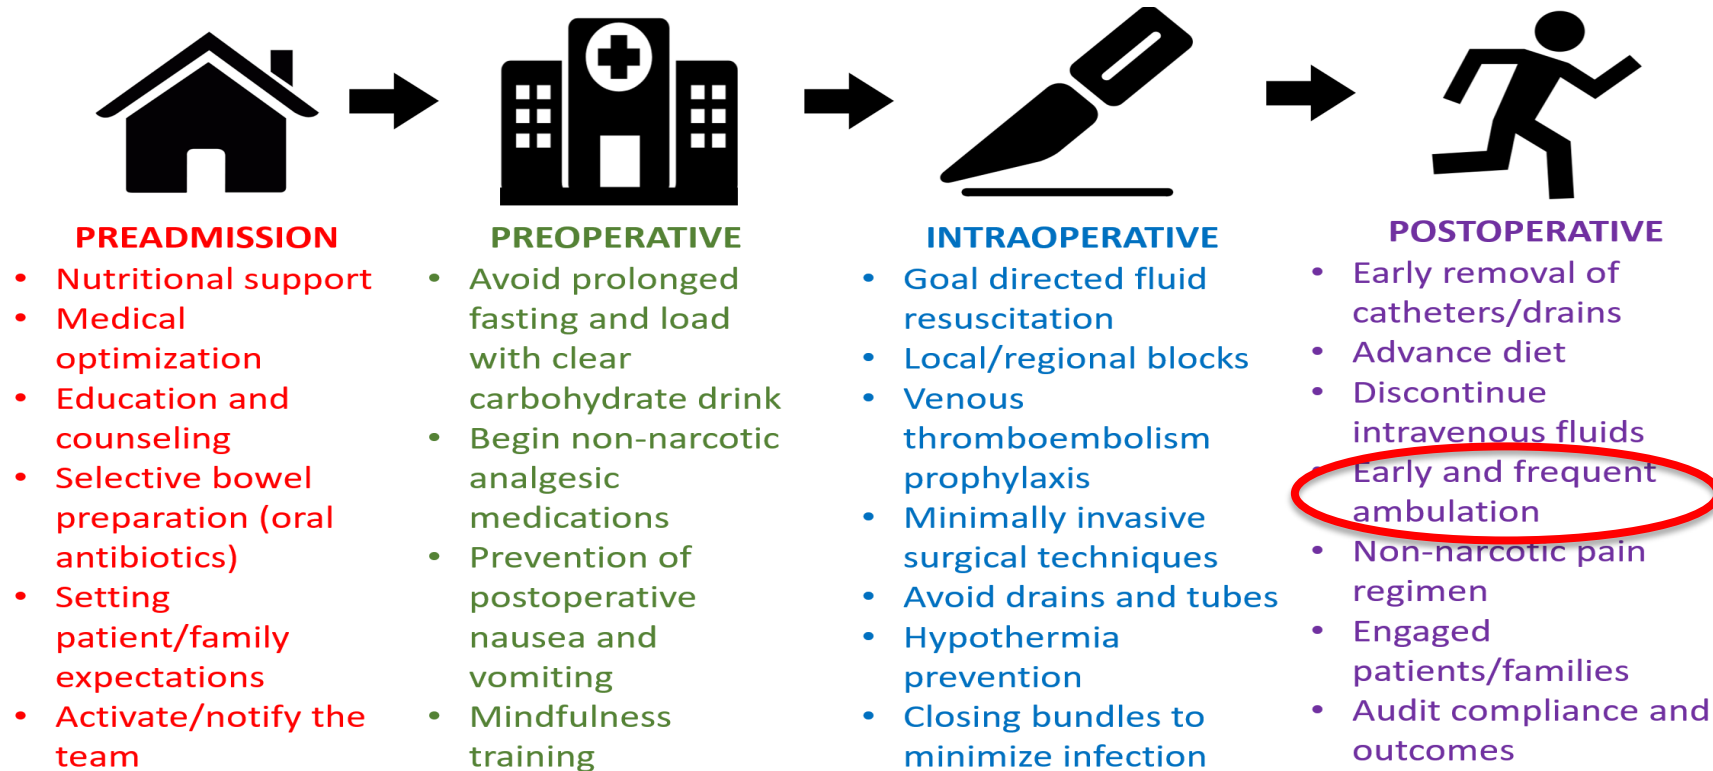 PREADMISSION
• Nutritional support
• Medical
optimization
• Education and
counseling
• Selective bowel
preparation (oral
antibiotics)
• Setting
patient/family
expectations
• Activate/notify the
team
PREOPERATIVE
• Avoid prolonged
fasting and load
with clear
carbohydrate drink
• Begin non-narcotic
analgesic
medications
• Prevention of
postoperative
nausea and
vomiting
• Mindfulness
training
INTRAOPERATIVE
• Goal directed fluid
resuscitation
• Local/regional blocks
• Venous
thromboembolism
prophylaxis
• Minimally invasive
surgical techniques
• Avoid drains and tubes
• Hypothermia
prevention
• Closing bundles to
minimize infection
POSTOPERATIVE
• Early removal of
catheters/drains
• Advance diet
• Discontinue
intravenous fluids
• Early and frequent
ambulation
• Non-narcotic pain
regimen
• Engaged
patients/families
• Audit compliance and
outcomes